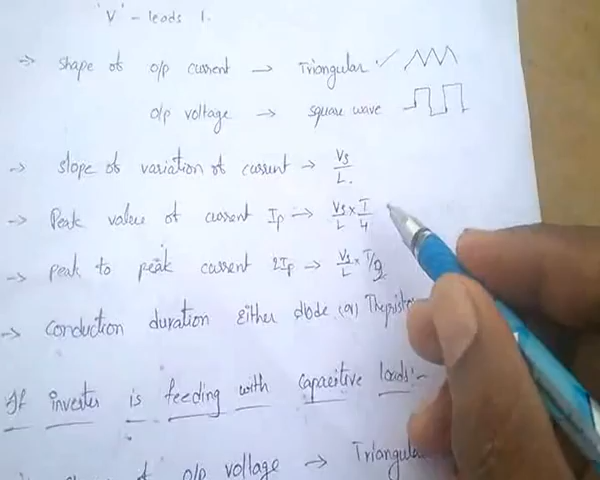 'V' - leads I.
→ shape of o/p current → Triangular ✓
o/p voltage → square wave
→ slope of variation of current → Vs/L.
→ Peak value of current Ip → Vs/L × T/4
→ peak to peak current 2Ip → Vs/L × T/2
→ conduction duration either diode (or) Thyristor
If inverter is feeding with capacitive loads:-
o/p voltage → Triangular